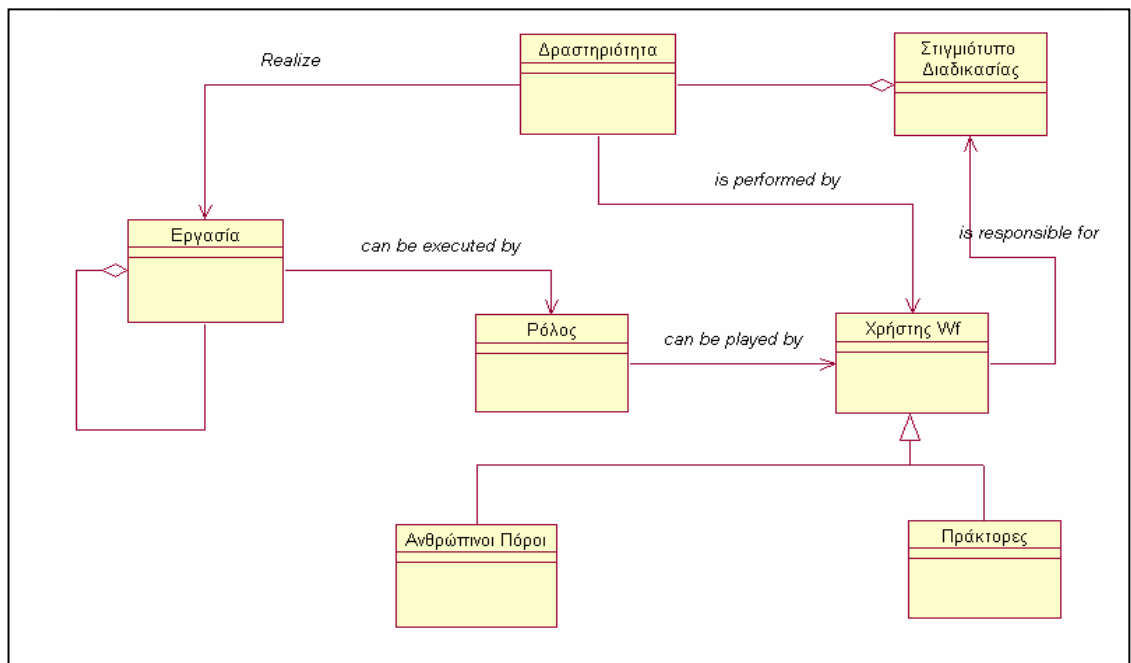 Δραστηριότητα
Στιγμιότυπο
Διαδικασίας
Realize
is performed by
Εργασία
can be executed by
is responsible for
Ρόλος
can be played by
Χρήστης Wf
Ανθρώπινοι Πόροι
Πράκτορες